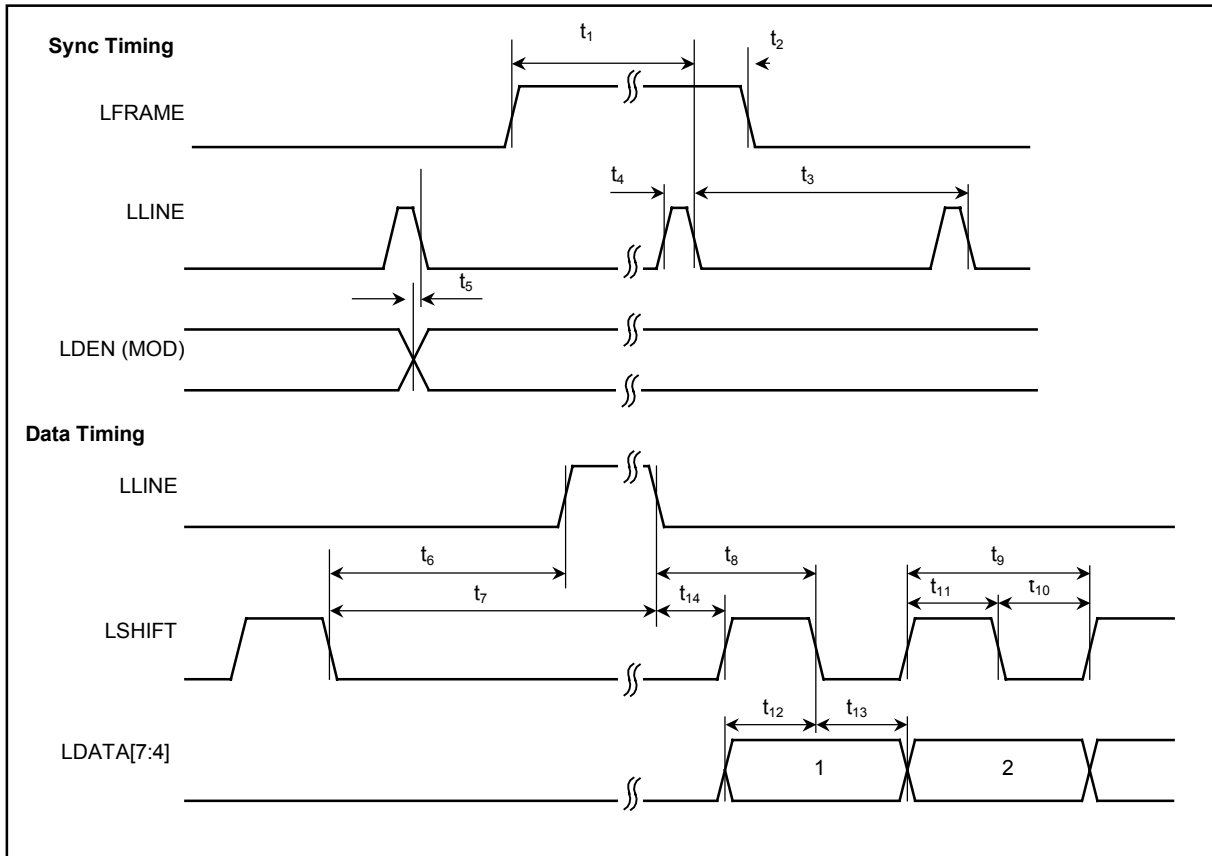 Sync Timing
t1
t2
LFRAME
t4
t3
LLINE
t5
LDEN (MOD)
Data Timing
LLINE
t6
t8
t9
t7
t14
t11
t10
LSHIFT
t12
t13
LDATA[7:4]
1
2